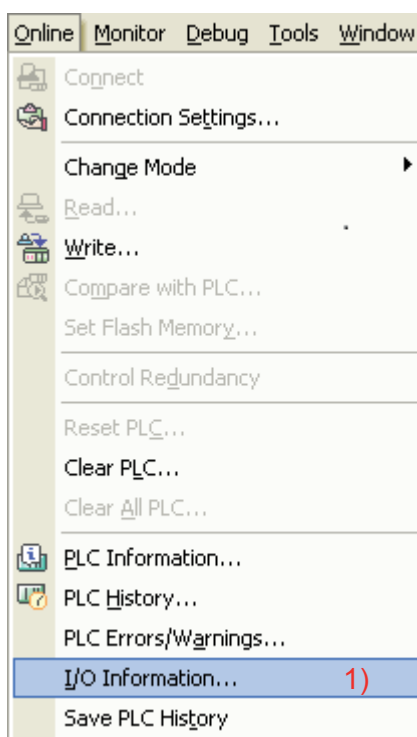 Online Monitor Debug Tools Window
Connect
Connection Settings...
Change Mode
Read...
Write...
Compare with PLC...
Set Flash Memory...
Control Redundancy
Reset PLC...
Clear PLC...
Clear All PLC...
PLC Information...
PLC History...
PLC Errors/Warnings...
I/O Information... 1)
Save PLC History